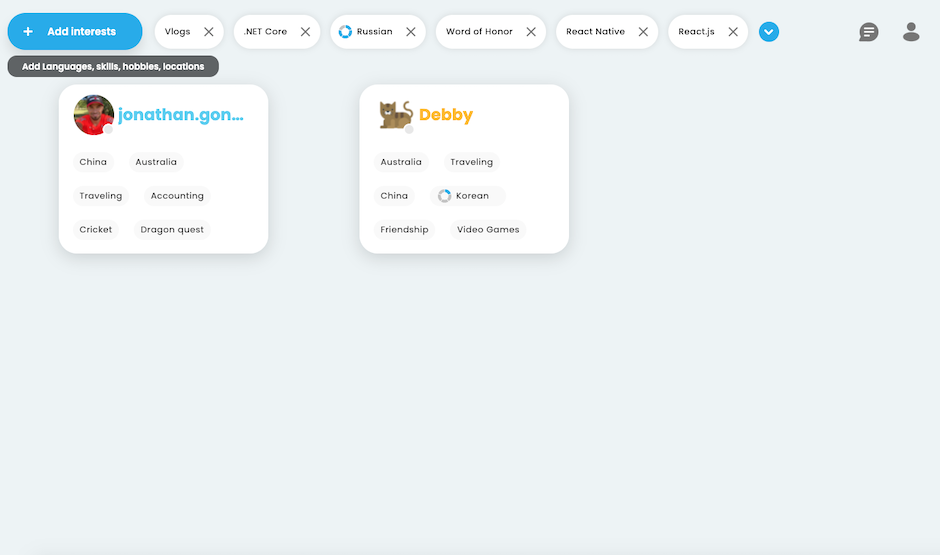 + Add interests Vlogs .NET Core Russian Word of Honor React Native React.js
Add Languages, skills, hobbies, locations
jonathan.gon...
China Australia
Traveling Accounting
Cricket Dragon quest
Debby
Australia Traveling
China Korean
Friendship Video Games